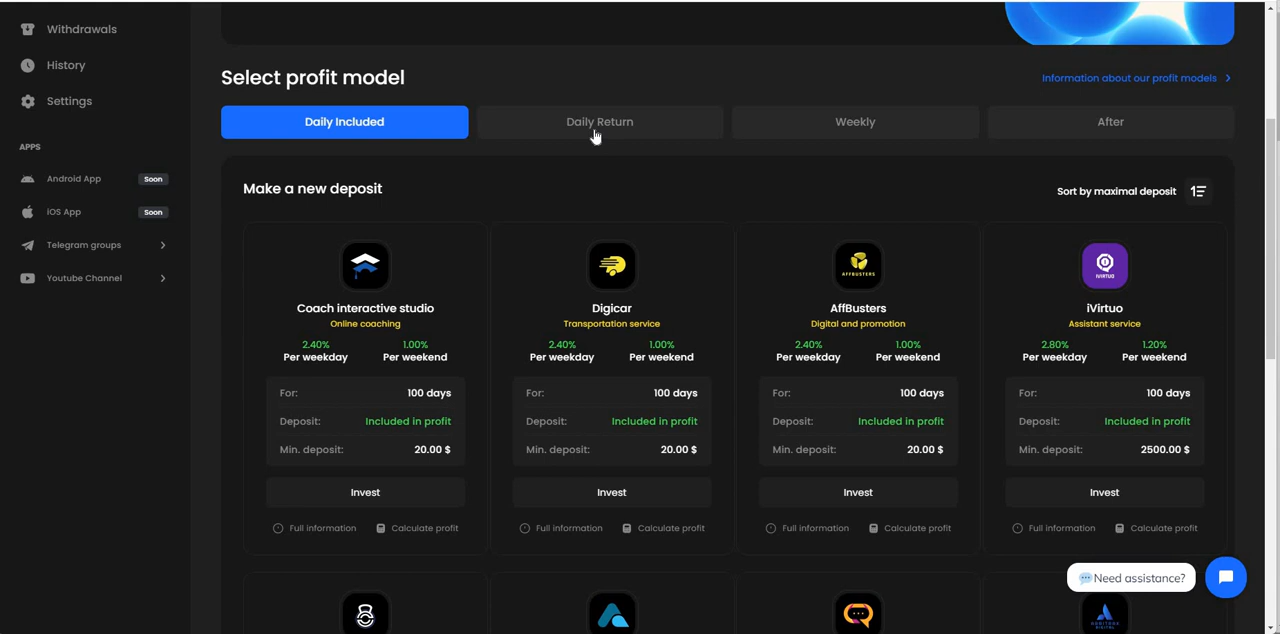 Withdrawals
History
Settings
APPS
Android App Soon
iOS App Soon
Telegram groups
Youtube Channel
Select profit model
Information about our profit models
Daily Included Daily Return Weekly After
Make a new deposit
Sort by maximal deposit
Coach interactive studio
Online coaching
2.40% 1.00%
Per weekday Per weekend
For: 100 days
Deposit: Included in profit
Min. deposit: 20.00 $
Invest
Full information Calculate profit
Digicar
Transportation service
2.40% 1.00%
Per weekday Per weekend
For: 100 days
Deposit: Included in profit
Min. deposit: 20.00 $
Invest
Full information Calculate profit
AFFBUSTERS
AffBusters
Digital and promotion
2.40% 1.00%
Per weekday Per weekend
For: 100 days
Deposit: Included in profit
Min. deposit: 20.00 $
Invest
Full information Calculate profit
IVIRTUO
iVirtuo
Assistant service
2.80% 1.20%
Per weekday Per weekend
For: 100 days
Deposit: Included in profit
Min. deposit: 2500.00 $
Invest
Full information Calculate profit
💬Need assistance?